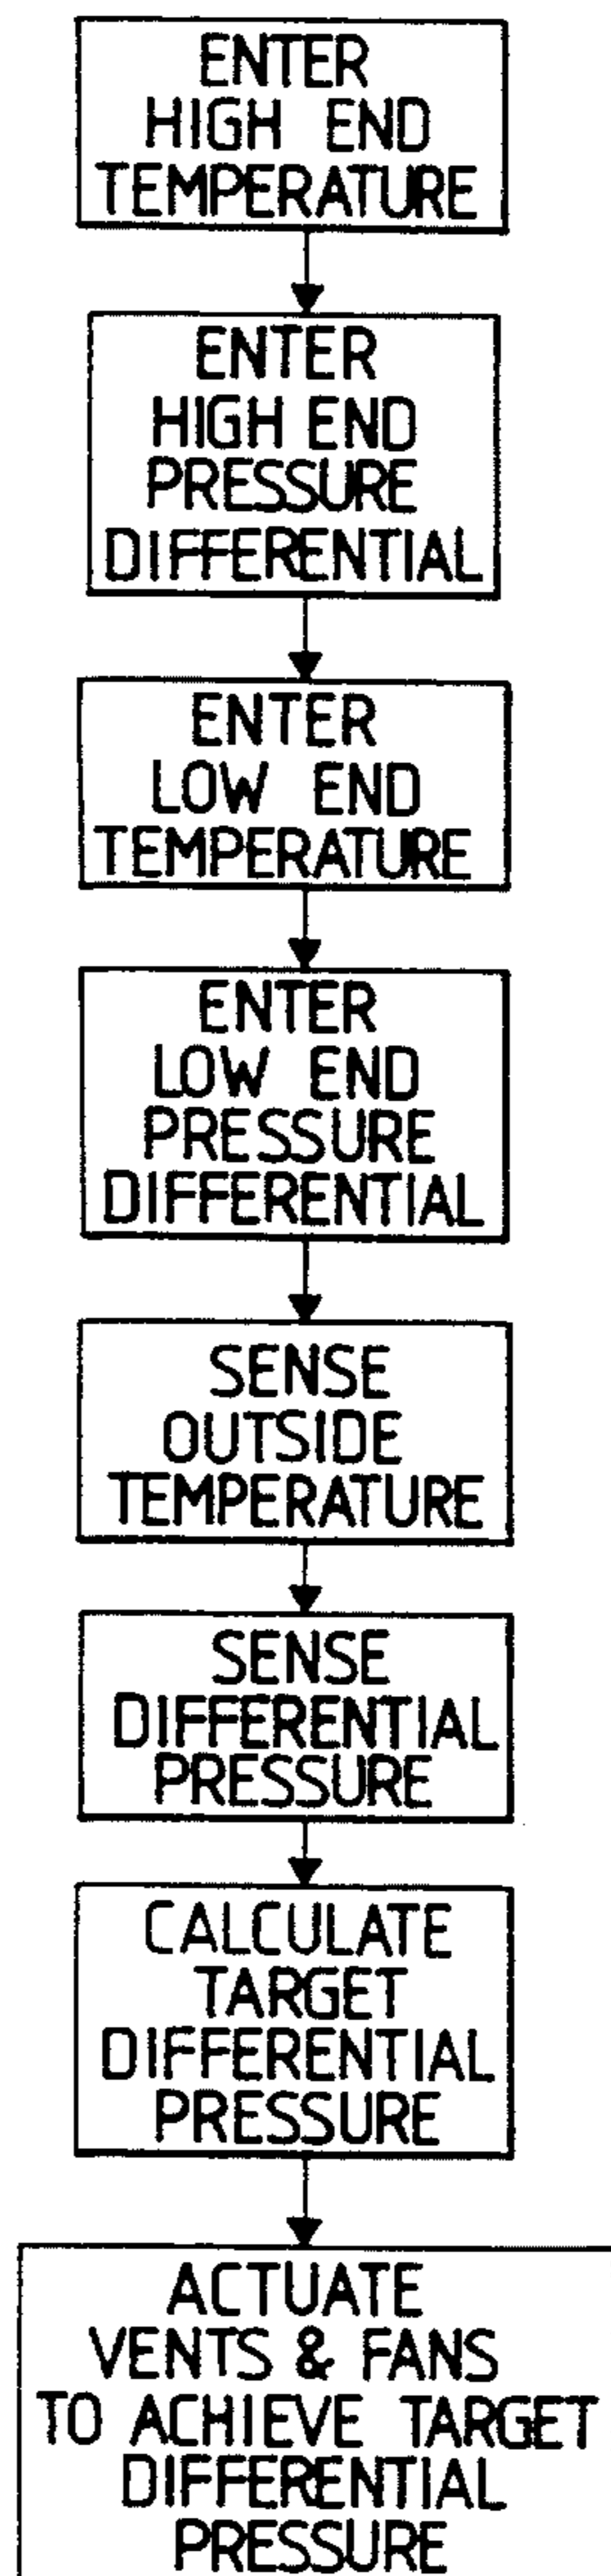 ENTER
HIGH END
TEMPERATURE
ENTER
HIGH END
PRESSURE
DIFFERENTIAL
ENTER
LOW END
TEMPERATURE
ENTER
LOW END
PRESSURE
DIFFERENTIAL
SENSE
OUTSIDE
TEMPERATURE
SENSE
DIFFERENTIAL
PRESSURE
CALCULATE
TARGET
DIFFERENTIAL
PRESSURE
ACTUATE
VENTS & FANS
TO ACHIEVE TARGET
DIFFERENTIAL
PRESSURE